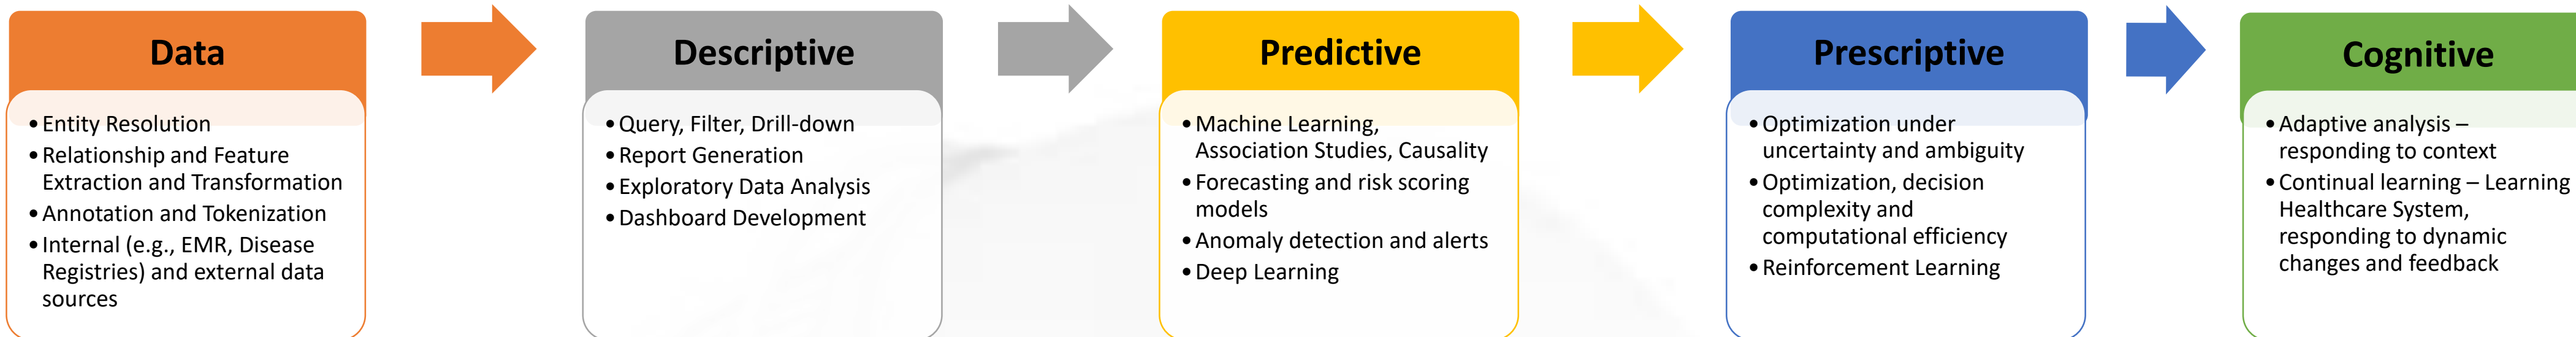 Data
• Entity Resolution
• Relationship and Feature
Extraction and Transformation
• Annotation and Tokenization
• Internal (e.g., EMR, Disease
Registries) and external data
sources
Descriptive
• Query, Filter, Drill-down
• Report Generation
• Exploratory Data Analysis
• Dashboard Development
Predictive
• Machine Learning,
Association Studies, Causality
• Forecasting and risk scoring
models
• Anomaly detection and alerts
• Deep Learning
Prescriptive
• Optimization under
uncertainty and ambiguity
• Optimization, decision
complexity and
computational efficiency
• Reinforcement Learning
Cognitive
• Adaptive analysis –
responding to context
• Continual learning – Learning
Healthcare System,
responding to dynamic
changes and feedback